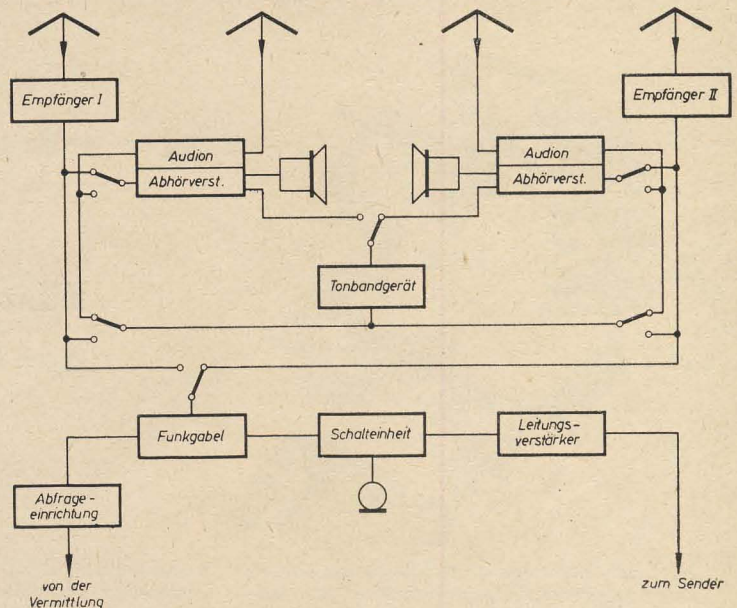 Empfänger I
Empfänger II
Audion
Abhörverst.
Audion
Abhörverst.
Tonbandgerät
Funkgabel
Schalteinheit
Leitungs-
verstärker
Abfrage-
einrichtung
von der
Vermittlung
zum Sender